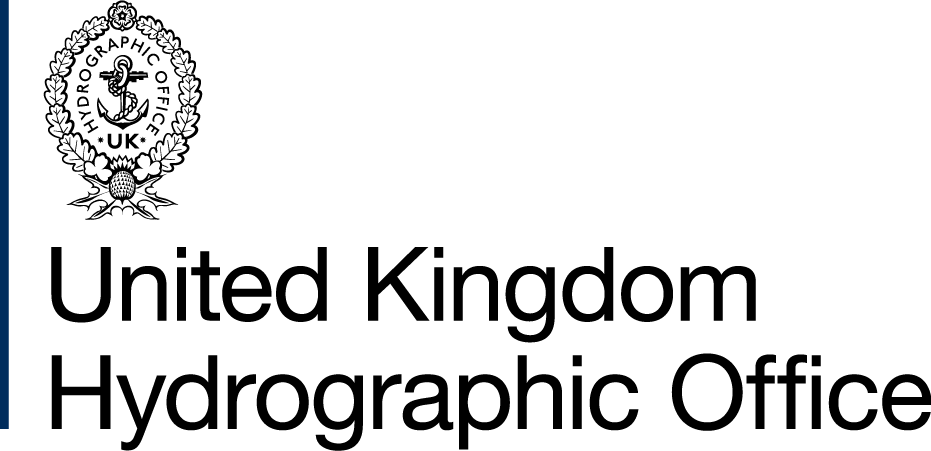 HYDROGRAPHIC OFFICE
*UK*
United Kingdom
Hydrographic Office